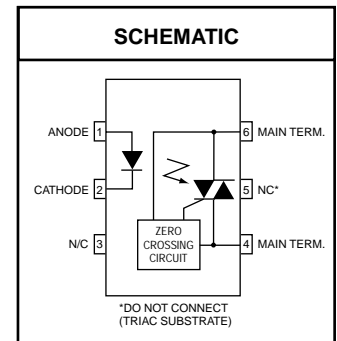 SCHEMATIC
ANODE 1
6 MAIN TERM.
CATHODE 2
5 NC*
N/C 3
ZERO
CROSSING
CIRCUIT
4 MAIN TERM.
*DO NOT CONNECT
(TRIAC SUBSTRATE)